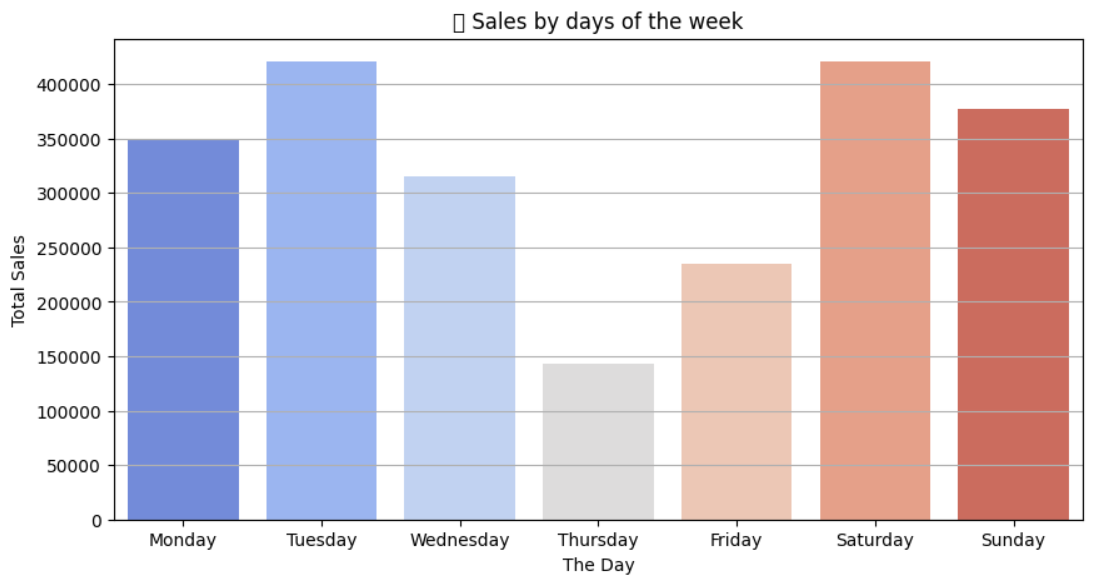 ▯ Sales by days of the week
Total Sales
400000
350000
300000
250000
200000
150000
100000
50000
0
Monday Tuesday Wednesday Thursday Friday Saturday Sunday
The Day